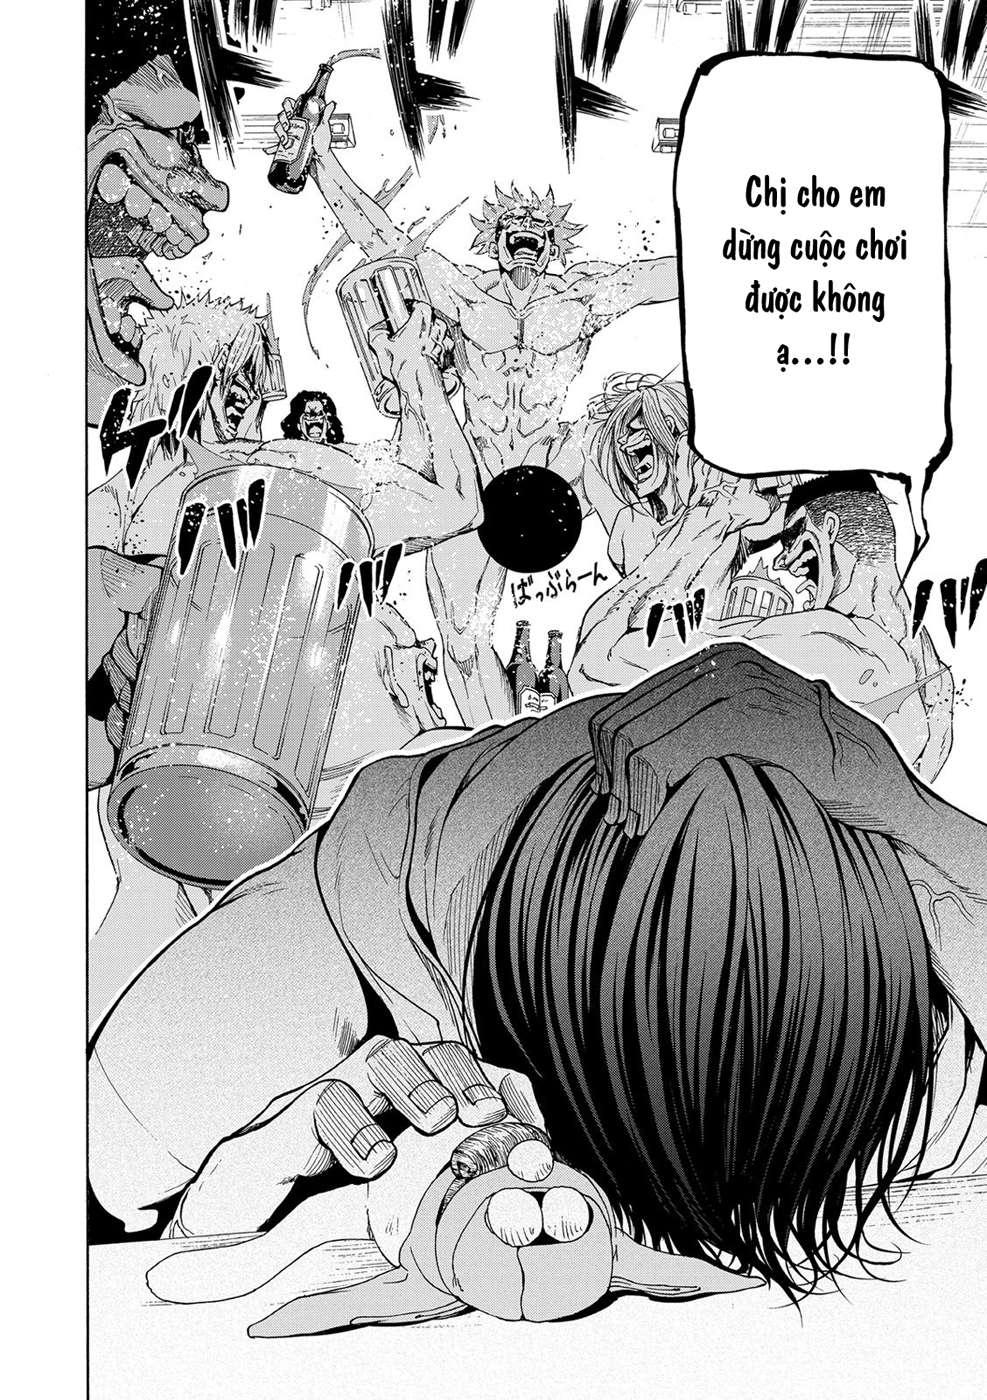 Chị cho em
dừng cuộc chơi
được không
ạ...!!
ばっぷらーん